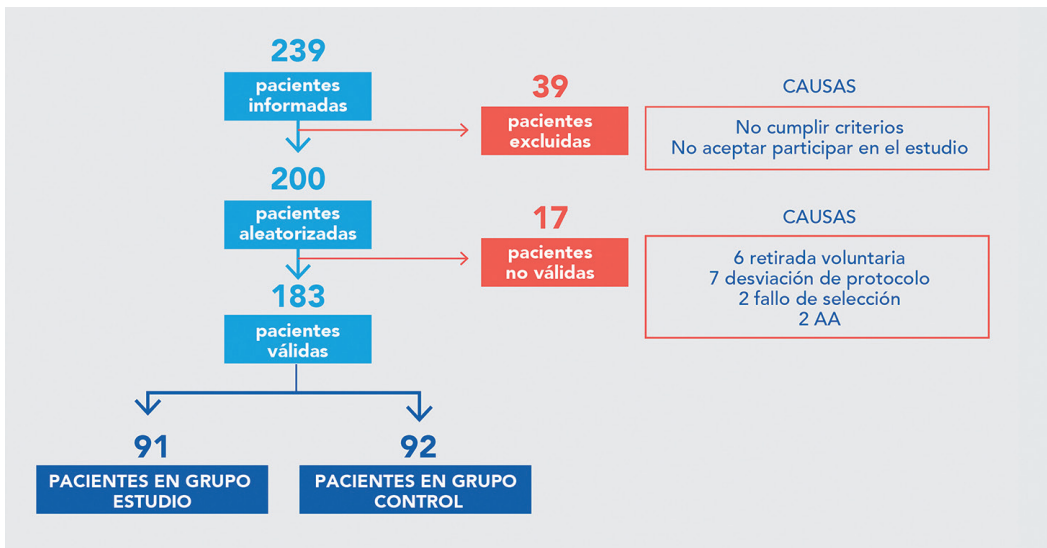 239
pacientes
informadas
39
pacientes
excluidas
CAUSAS
No cumplir criterios
No aceptar participar en el estudio
200
pacientes
aleatorizadas
17
pacientes
no válidas
CAUSAS
6 retirada voluntaria
7 desviación de protocolo
2 fallo de selección
2 AA
183
pacientes
válidas
91
PACIENTES EN GRUPO
ESTUDIO
92
PACIENTES EN GRUPO
CONTROL